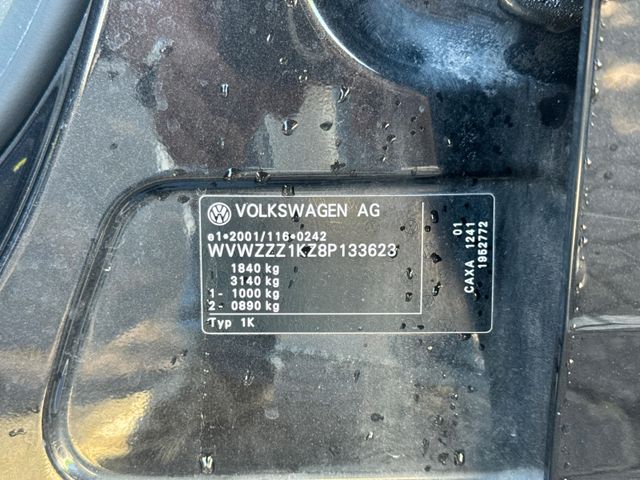 VOLKSWAGEN AG
e1*2001/116*0242
WVWZZZ1KZ8P133623
1840 kg
3140 kg
1- 1000 kg
2- 0890 kg
Typ 1K
01
CAXA 1241
1952772